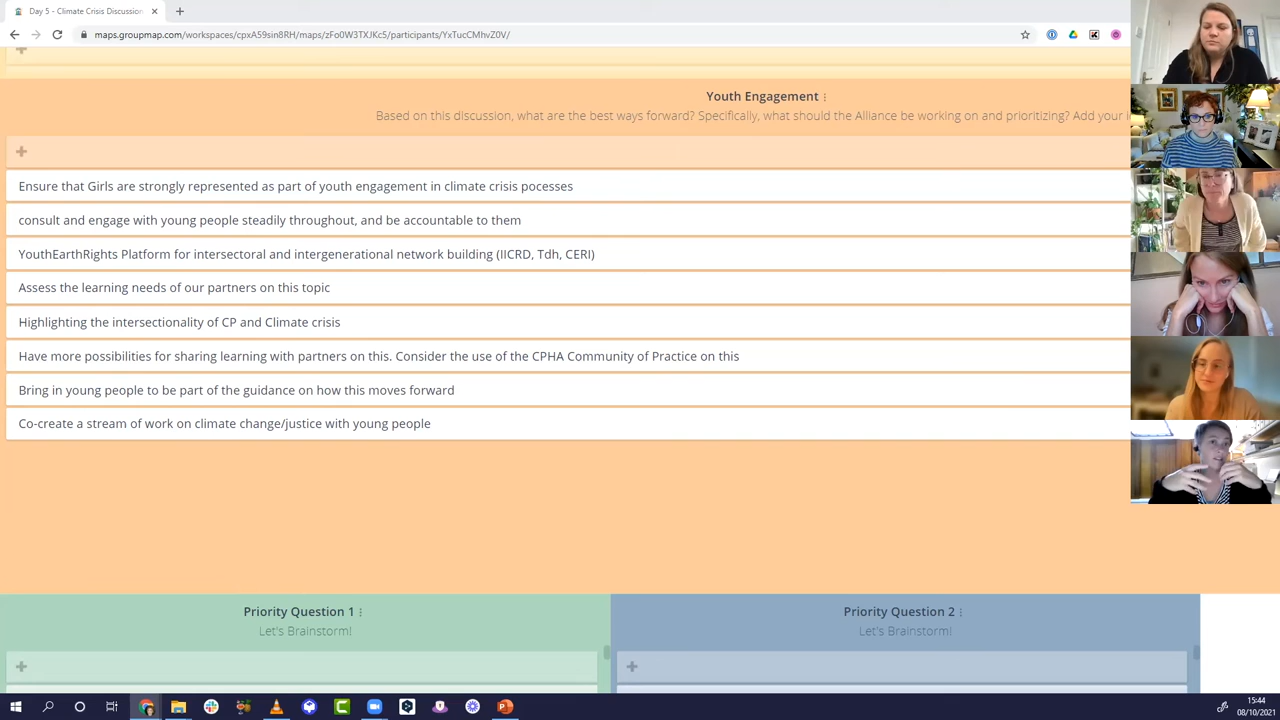 Day 5 - Climate Crisis Discussion
maps.groupmap.com/workspaces/cpxA59sin8RH/maps/zFo0W3TXJKc5/participants/YxTucCMhvZ0V/
Youth Engagement
Based on this discussion, what are the best ways forward? Specifically, what should the Alliance be working on and prioritizing? Add your
Ensure that Girls are strongly represented as part of youth engagement in climate crisis pocesses
consult and engage with young people steadily throughout, and be accountable to them
YouthEarthRights Platform for intersectoral and intergenerational network building (IICRD, Tdh, CERI)
Assess the learning needs of our partners on this topic
Highlighting the intersectionality of CP and Climate crisis
Have more possibilities for sharing learning with partners on this. Consider the use of the CPHA Community of Practice on this
Bring in young people to be part of the guidance on how this moves forward
Co-create a stream of work on climate change/justice with young people
Priority Question 1
Let's Brainstorm!
Priority Question 2
Let's Brainstorm!
15:44
08/10/2021